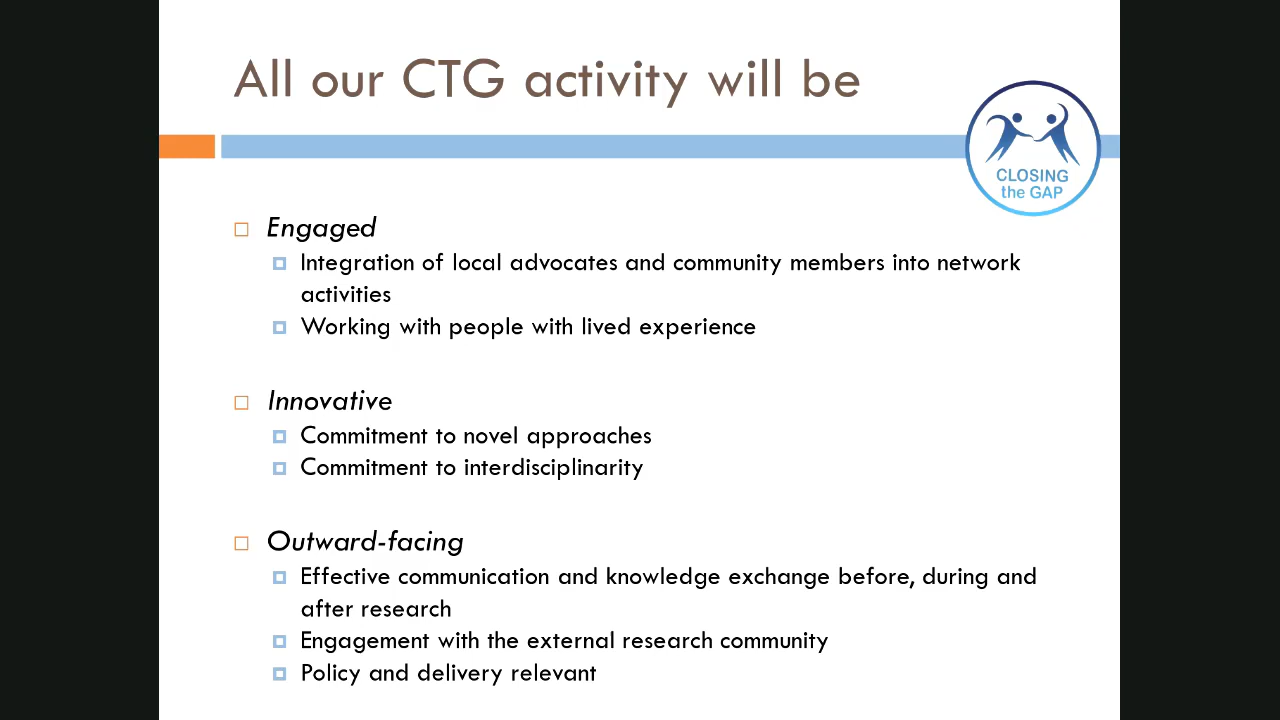 All our CTG activity will be
CLOSING
the GAP
Engaged
Integration of local advocates and community members into network
activities
Working with people with lived experience
Innovative
Commitment to novel approaches
Commitment to interdisciplinarity
Outward-facing
Effective communication and knowledge exchange before, during and
after research
Engagement with the external research community
Policy and delivery relevant